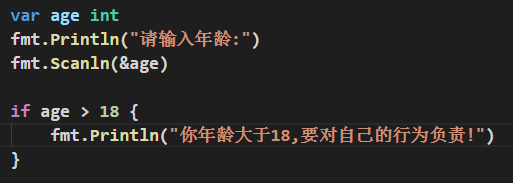 var age int
fmt.Println("请输入年龄:")
fmt.Scanln(&age)
if age > 18 {
    fmt.Println("你年龄大于18,要对自己的行为负责!")
}